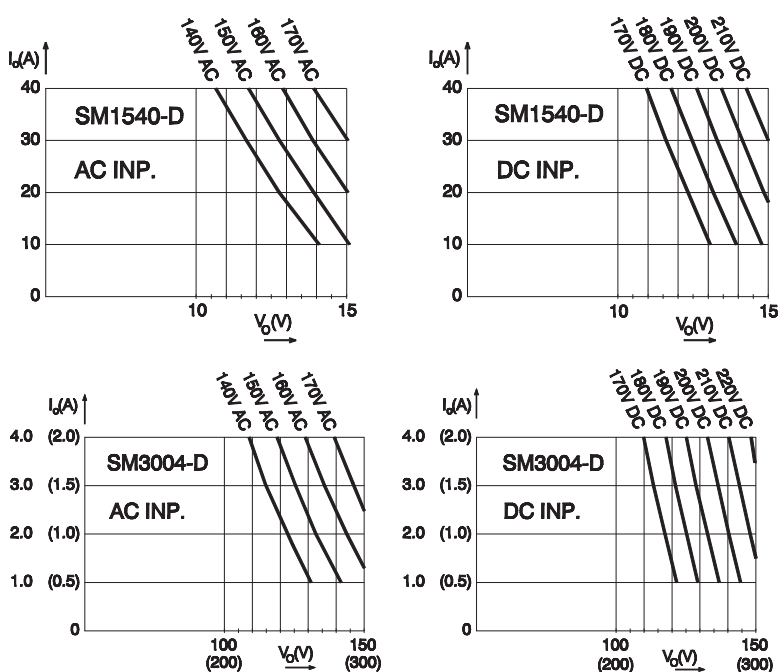 140V AC
150V AC
160V AC
170V AC
Io(A)
40
30
20
10
0
SM1540-D
AC INP.
10
15
Vo(V)
170V DC
180V DC
190V DC
200V DC
210V DC
Io(A)
40
30
20
10
0
SM1540-D
DC INP.
10
15
Vo(V)
140V AC
150V AC
160V AC
170V AC
Io(A)
4.0 (2.0)
3.0 (1.5)
2.0 (1.0)
1.0 (0.5)
0
SM3004-D
AC INP.
100
(200)
150
(300)
Vo(V)
170V DC
180V DC
190V DC
200V DC
210V DC
220V DC
Io(A)
4.0 (2.0)
3.0 (1.5)
2.0 (1.0)
1.0 (0.5)
0
SM3004-D
DC INP.
100
(200)
150
(300)
Vo(V)